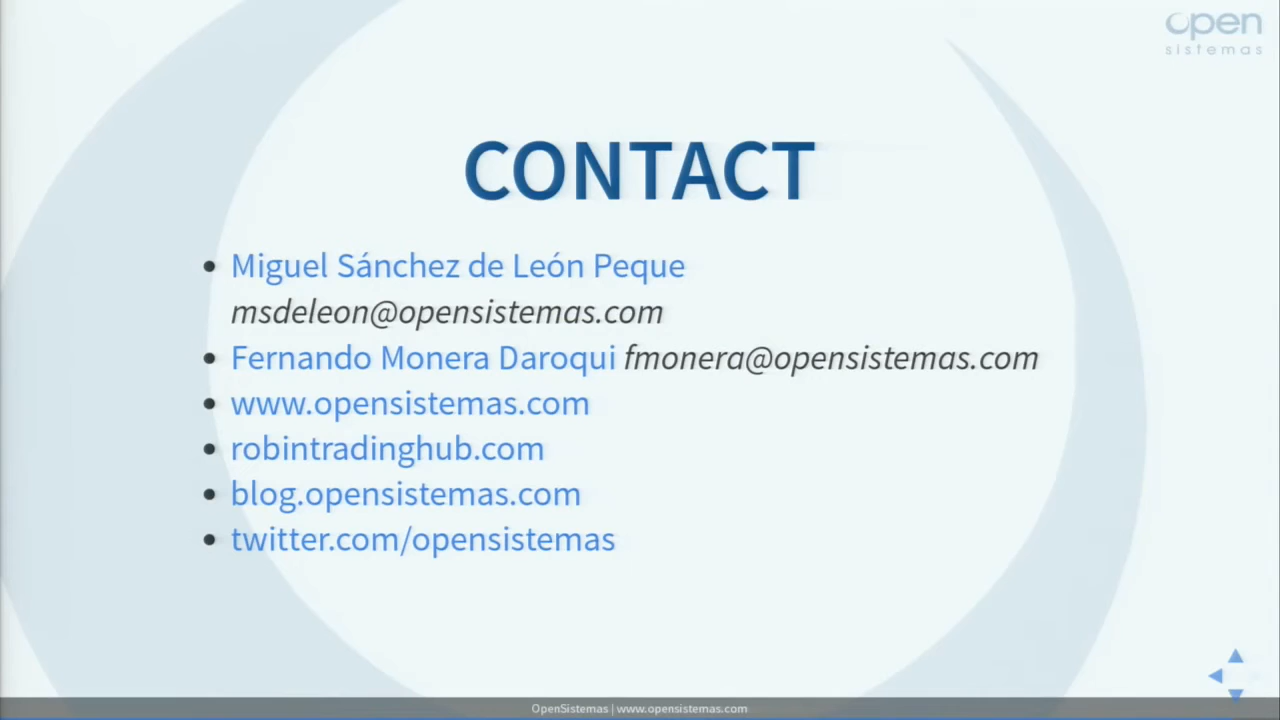 open
sistemas
CONTACT
Miguel Sánchez de León Peque
msdeleon@opensistemas.com
Fernando Monera Daroqui fmonera@opensistemas.com
www.opensistemas.com
robintradinghub.com
blog.opensistemas.com
twitter.com/opensistemas
OpenSistemas | www.opensistemas.com